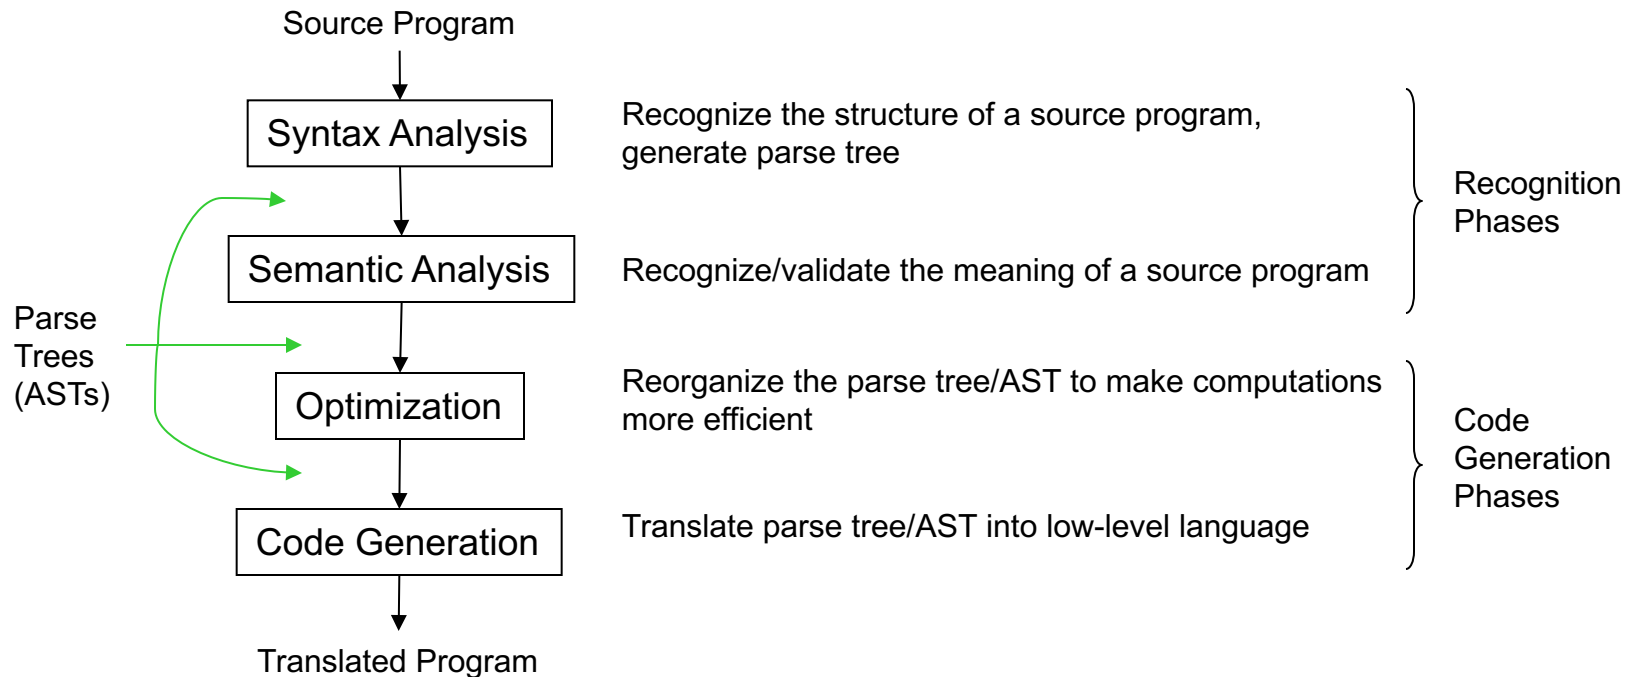 Source Program
Syntax Analysis
Recognize the structure of a source program,
generate parse tree
Recognition
Phases
Semantic Analysis
Recognize/validate the meaning of a source program
Parse
Trees
(ASTs)
Optimization
Reorganize the parse tree/AST to make computations
more efficient
Code
Generation
Phases
Code Generation
Translate parse tree/AST into low-level language
Translated Program